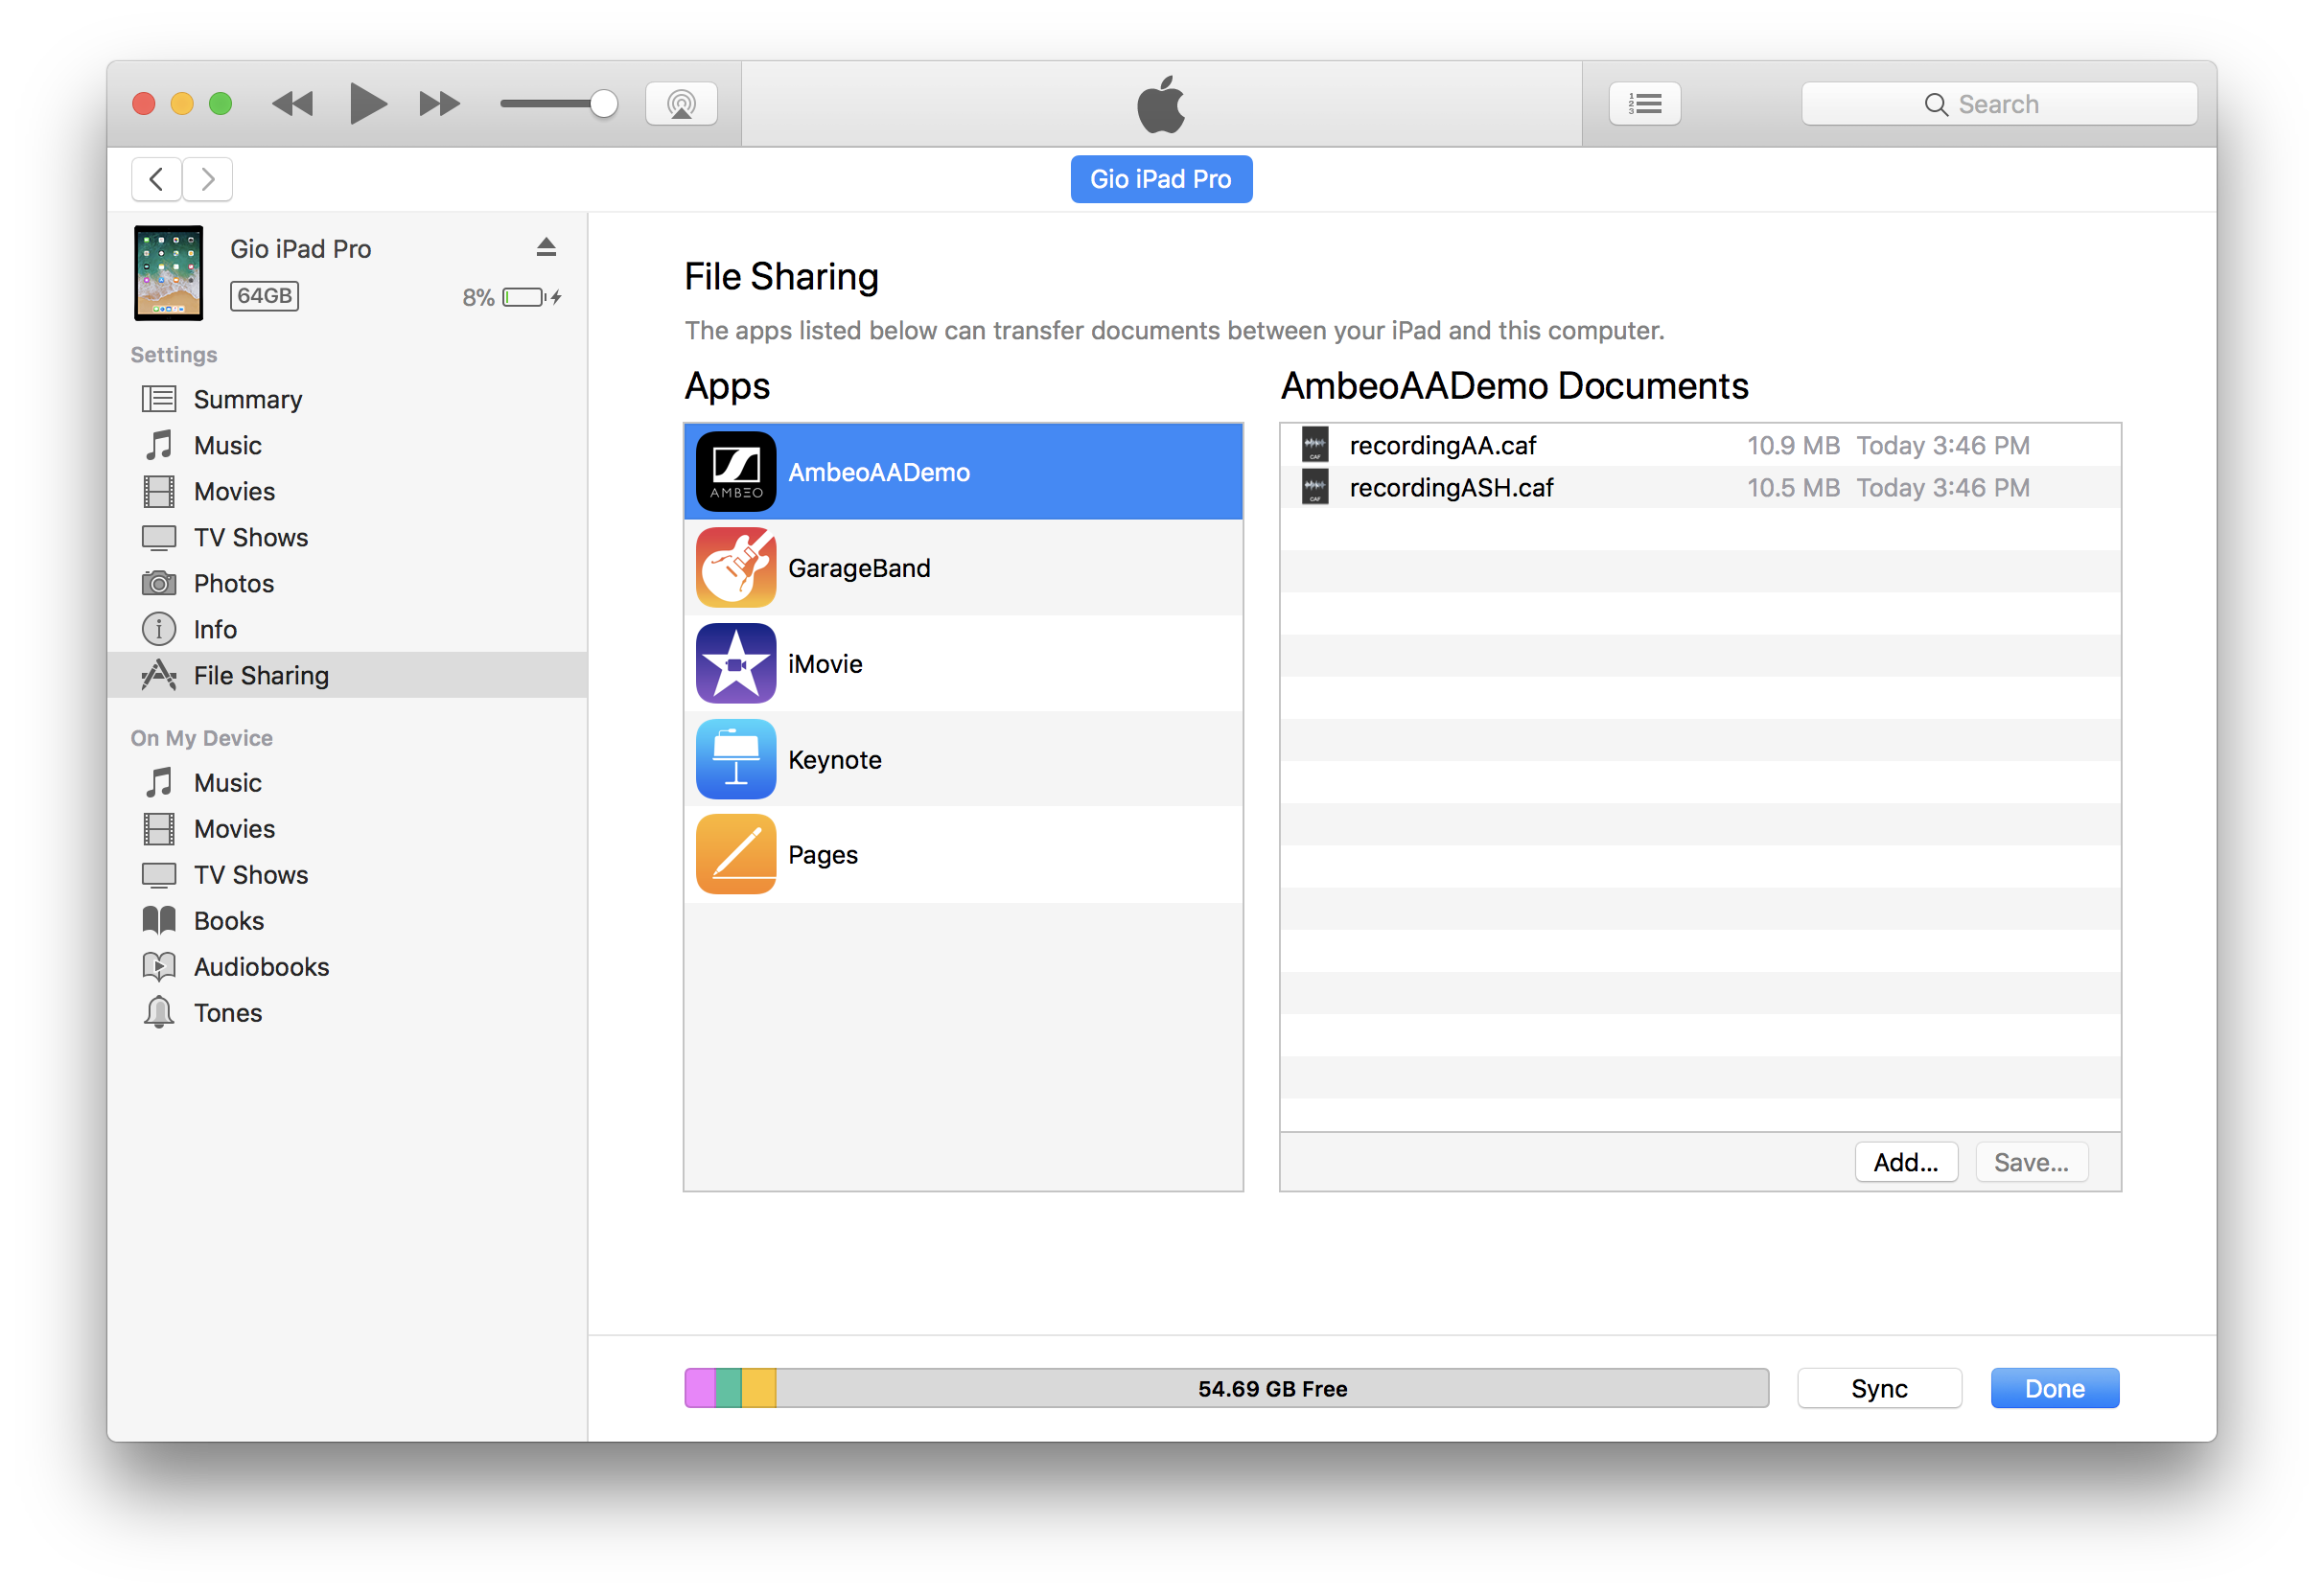 Search
Gio iPad Pro
Gio iPad Pro
64GB
8%
Settings
Summary
Music
Movies
TV Shows
Photos
Info
File Sharing
On My Device
Music
Movies
TV Shows
Books
Audiobooks
Tones
File Sharing
The apps listed below can transfer documents between your iPad and this computer.
Apps
AMBEO
AmbeoAADemo
GarageBand
iMovie
Keynote
Pages
AmbeoAADemo Documents
CAF recordingAA.caf 10.9 MB Today 3:46 PM
CAF recordingASH.caf 10.5 MB Today 3:46 PM
Add...
Save...
54.69 GB Free
Sync
Done